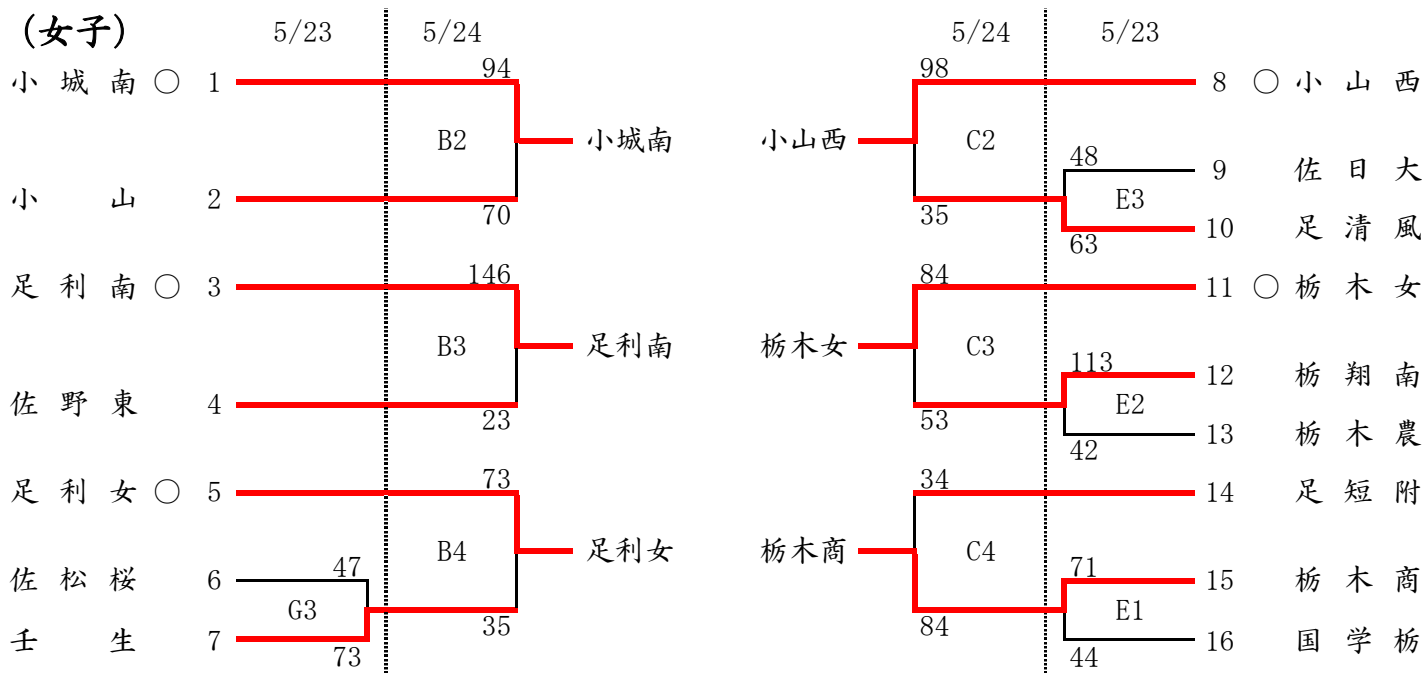 (女子) 5/23 5/24 5/24 5/23
小城南 ○ 1 94 98 8 ○ 小山西
B2 小城南 小山西 C2
48 9 佐日大
小山 2 70 35 E3
63 10 足清風
足利南 ○ 3 146 84 11 ○ 栃木女
B3 足利南 栃木女 C3
113 12 栃翔南
佐野東 4 23 53 E2
42 13 栃木農
足利女 ○ 5 73 34 14 足短附
B4 足利女 栃木商 C4
佐松桜 6 47 71 15 栃木商
G3 35 84 E1
壬生 7 73 44 16 国学栃